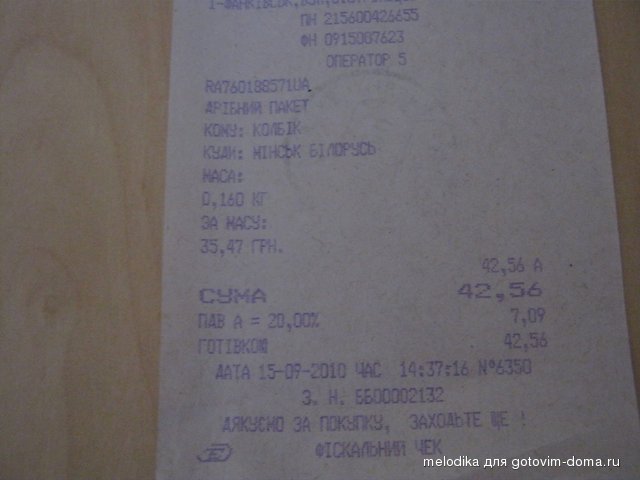 ПН 215600426655
ФН 0915007623
ОПЕРАТОР 5
RA760188571UA
ДРІБНИЙ ПАКЕТ
КОМУ: КОЛБІК
КУДИ: МІНСЬК БІЛОРУСЬ
МАСА:
0,160 КГ
ЗА МАСУ:
35,47 ГРН.
42,56 А
СУМА 42,56
ПДВ А = 20,00% 7,09
ГОТІВКОЮ 42,56
ДАТА 15-09-2010 ЧАС 14:37:16 №6350
З. Н. ББ00002132
ДЯКУЄМО ЗА ПОКУПКУ, ЗАХОДЬТЕ ЩЕ !
ФІСКАЛЬНИЙ ЧЕК
melodika для gotovim-doma.ru